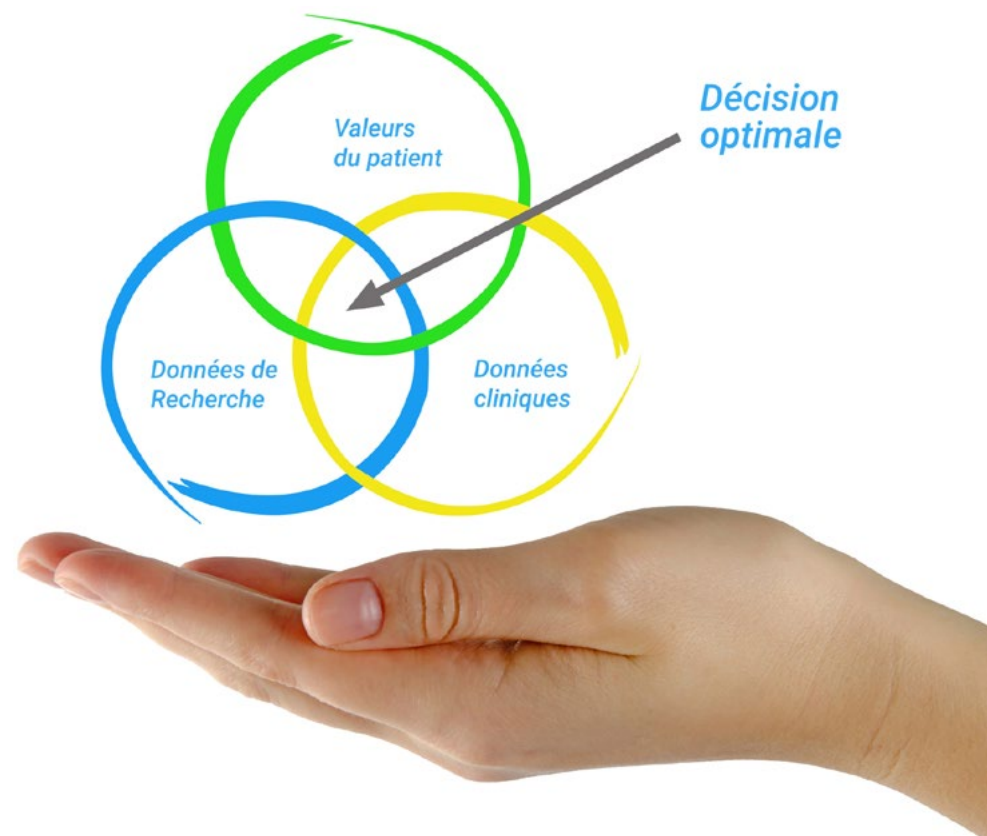 Valeurs
du patient
Décision
optimale
Données de
Recherche
Données
cliniques